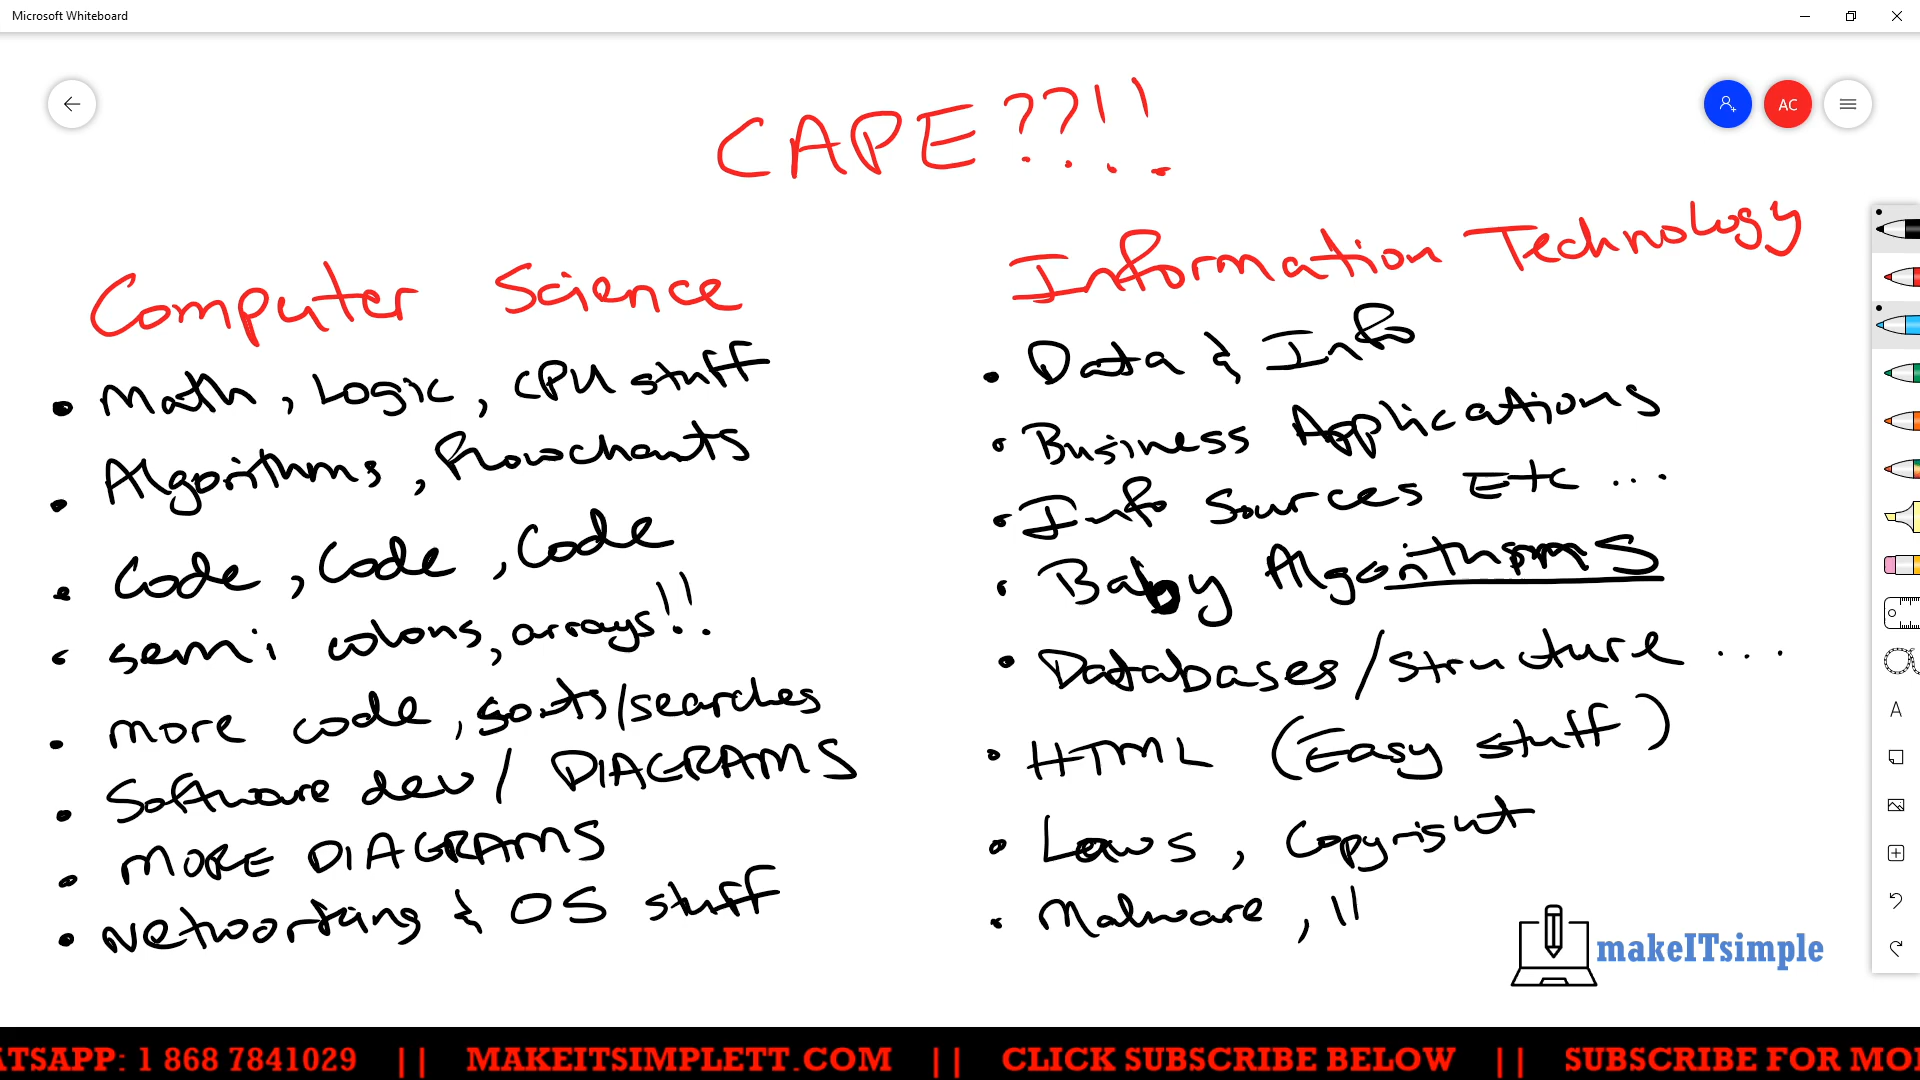 Microsoft Whiteboard
CAPE??!!
AC
Computer Science
• Math, Logic, CPU stuff
• Algorithms, Flowcharts
• Code, Code, Code
• semi colons, arrays!!
• more code, sorts/searches
• Software dev/ DIAGRAMS
• MORE DIAGRAMS
• Networking & OS stuff
Information Technology
• Data & Info
• Business Applications
• Info Sources Etc ...
• Baby Algorithms
• Databases/structure ...
• HTML (Easy stuff)
• Laws, Copyright
• Malware, 11
A
makeITsimple
ATSAPP: 1 868 7841029 || MAKEITSIMPLETT.COM || CLICK SUBSCRIBE BELOW || SUBSCRIBE FOR MO